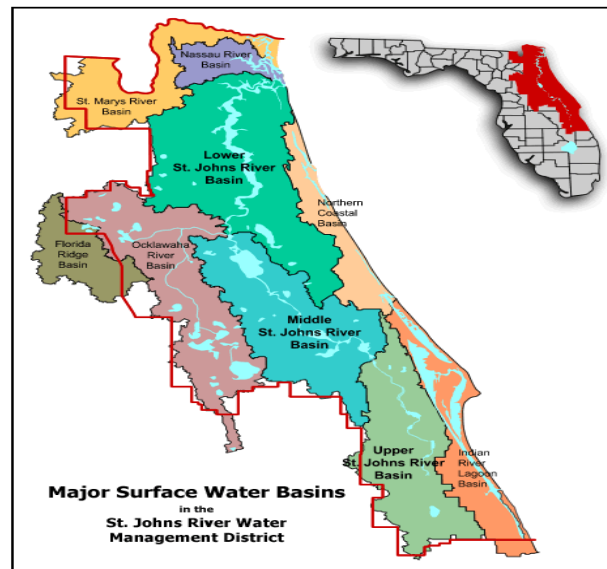 Nassau River
Basin
St. Marys River
Basin
Lower
St. Johns River
Basin
Northern
Coastal
Basin
Florida
Ridge
Basin
Ocklawaha
River
Basin
Middle
St. Johns River
Basin
Upper
St. Johns River
Basin
Indian
River
Lagoon
Basin
Major Surface Water Basins
in the
St. Johns River Water
Management District